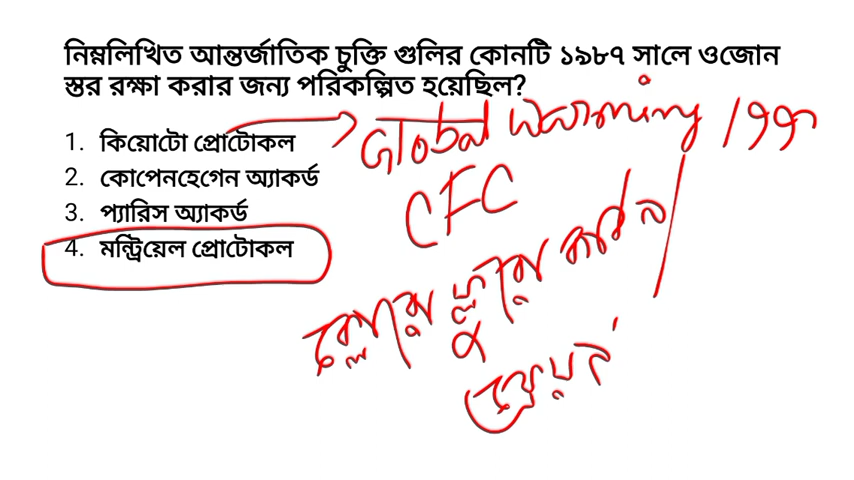 নিম্নলিখিত আন্তর্জাতিক চুক্তি গুলির কোনটি ১৯৮৭ সালে ওজোন
স্তর রক্ষা করার জন্য পরিকল্পিত হয়েছিল?
1. কিয়োটো প্রোটোকল
Global Warming 1997
2. কোপেনহেগেন অ্যাকর্ড
CFC
3. প্যারিস অ্যাকর্ড
4. মন্ট্রিয়েল প্রোটোকল
ক্লোরো ফ্লুরো কার্বন
ফ্রেয়ন